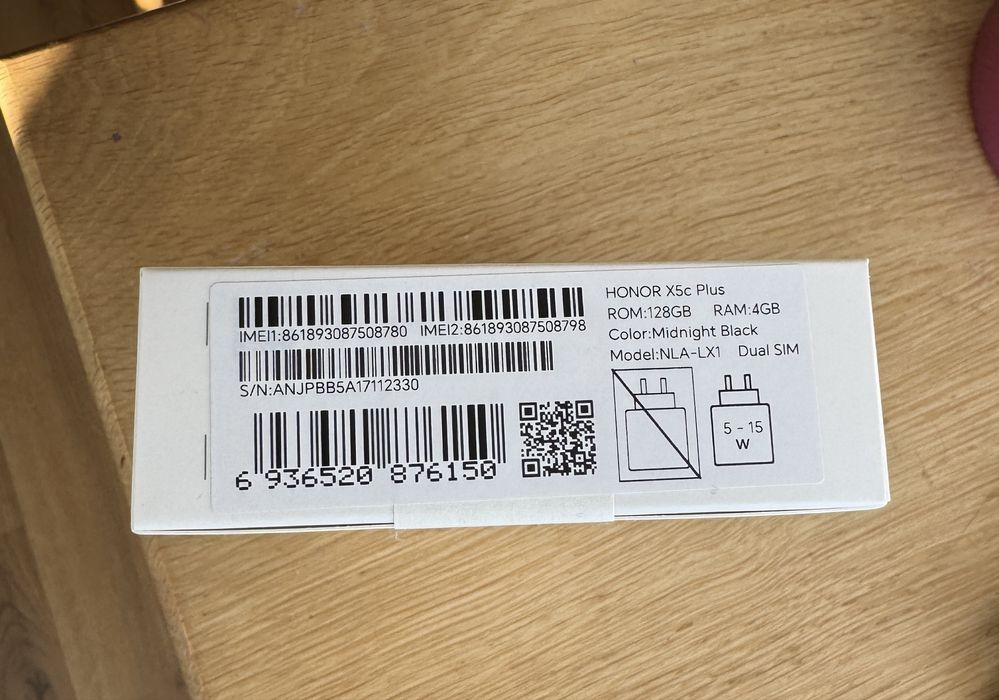 IMEI1:861893087508780 IMEI2:861893087508798
S/N:ANJPBB5A17112330
6 936520 876150
HONOR X5c Plus
ROM:128GB RAM:4GB
Color:Midnight Black
Model:NLA-LX1 Dual SIM
5 - 15
W